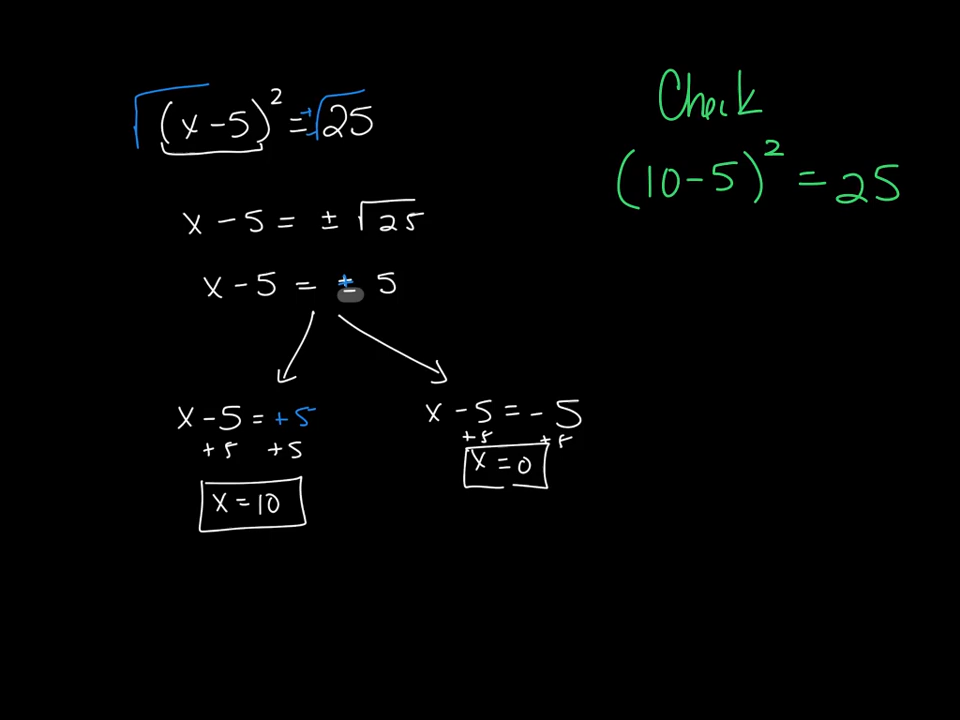 √(x-5)² = ±√25
x - 5 = ± √25
x - 5 = ± 5
x - 5 = +5
+5 +5
x = 10
x - 5 = - 5
+5 +5
x = 0
Check
(10-5)² = 25